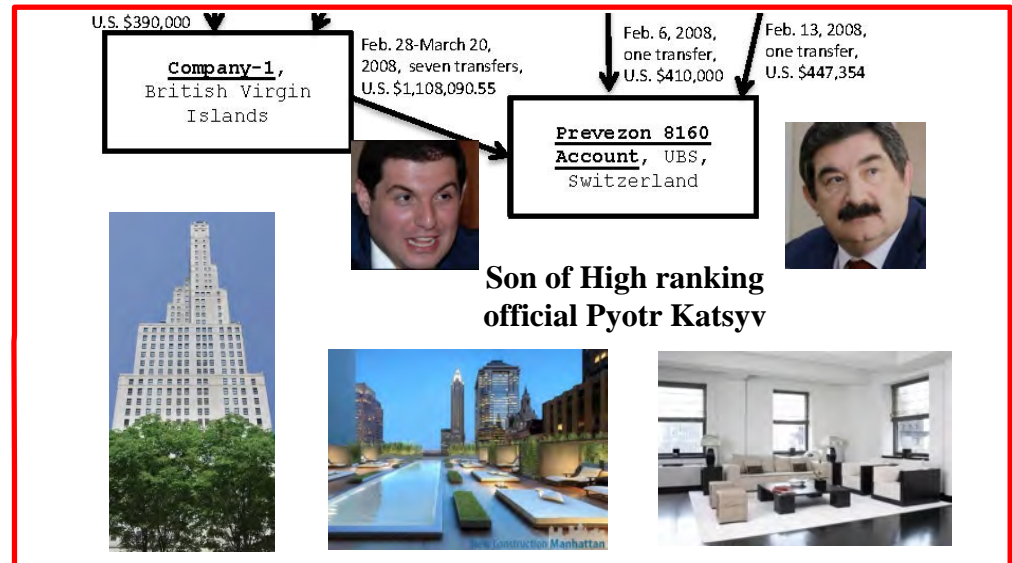 U.S. $390,000
Company-1,
British Virgin
Islands
Feb. 28-March 20,
2008, seven transfers,
U.S. $1,108,090.55
Feb. 6, 2008,
one transfer,
U.S. $410,000
Feb. 13, 2008,
one transfer,
U.S. $447,354
Prevezon 8160
Account, UBS,
Switzerland
Son of High ranking
official Pyotr Katsyv
New Construction Manhattan